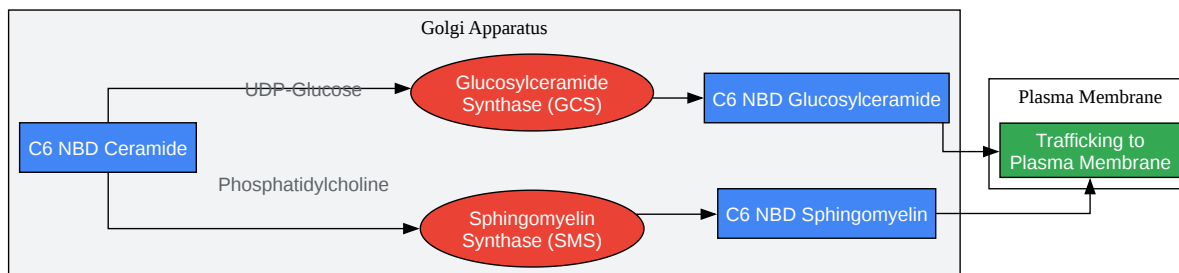 Golgi Apparatus
UDP-Glucose
Glucosylceramide
Synthase (GCS)
C6 NBD Glucosylceramide
Plasma Membrane
C6 NBD Ceramide
Trafficking to
Plasma Membrane
Phosphatidylcholine
Sphingomyelin
Synthase (SMS)
C6 NBD Sphingomyelin